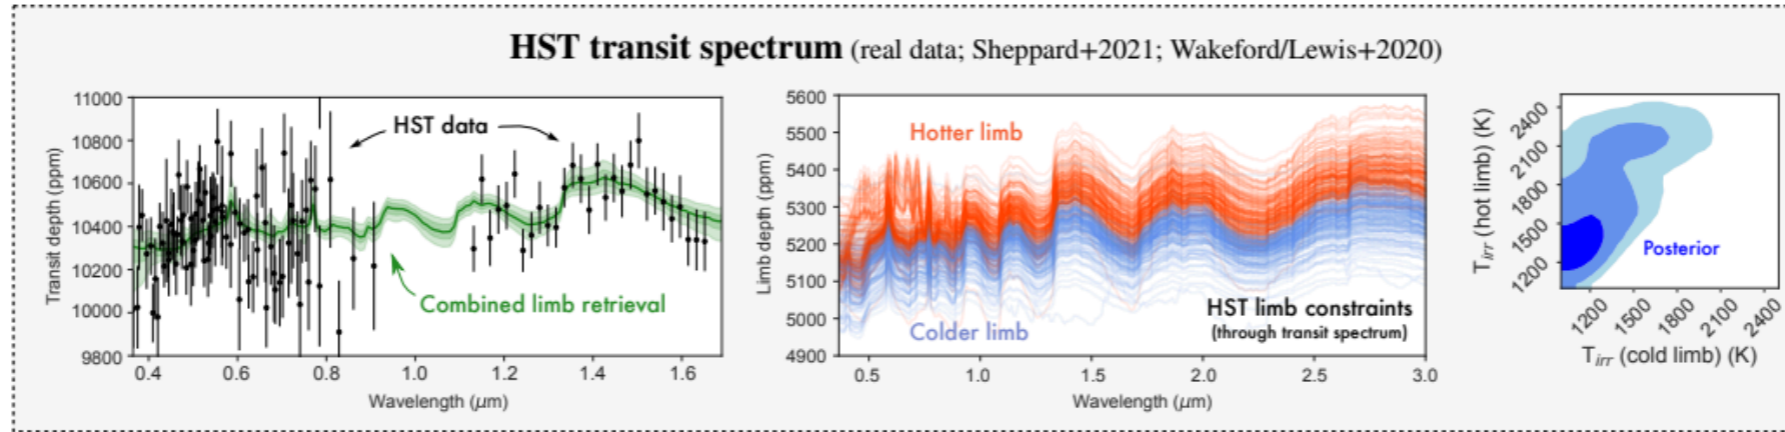 HST transit spectrum (real data; Sheppard+2021; Wakeford/Lewis+2020)
Transit depth (ppm)
11000
10800
10600
10400
10200
10000
9800
HST data
Combined limb retrieval
0.4 0.6 0.8 1.0 1.2 1.4 1.6
Wavelength (μm)
Limb depth (ppm)
5600
5500
5400
5300
5200
5100
5000
4900
Hotter limb
Colder limb
HST limb constraints
(through transit spectrum)
0.5 1.0 1.5 2.0 2.5 3.0
Wavelength (μm)
T_irr (hot limb) (K)
2400
2100
1800
1500
1200
Posterior
1200 1500 1800 2100 2400
T_irr (cold limb) (K)